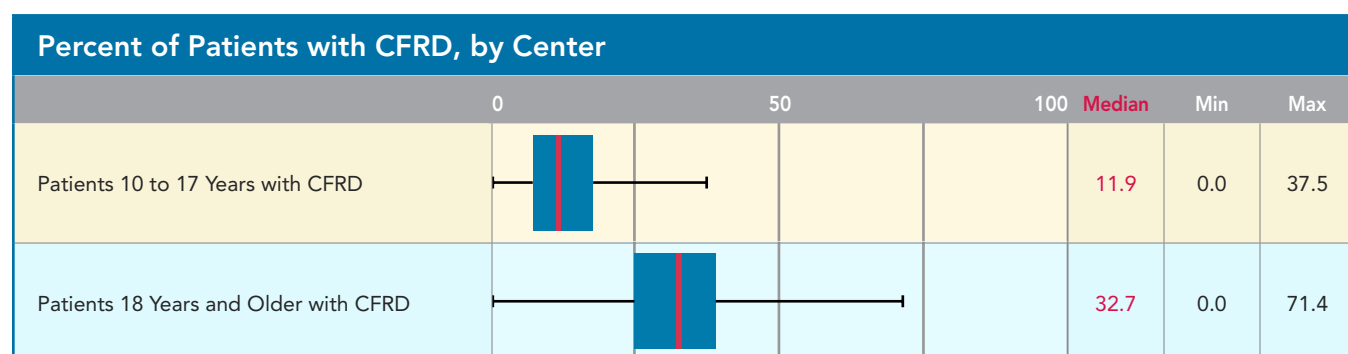 Percent of Patients with CFRD, by Center
0 50 100 Median Min Max
Patients 10 to 17 Years with CFRD 11.9 0.0 37.5
Patients 18 Years and Older with CFRD 32.7 0.0 71.4